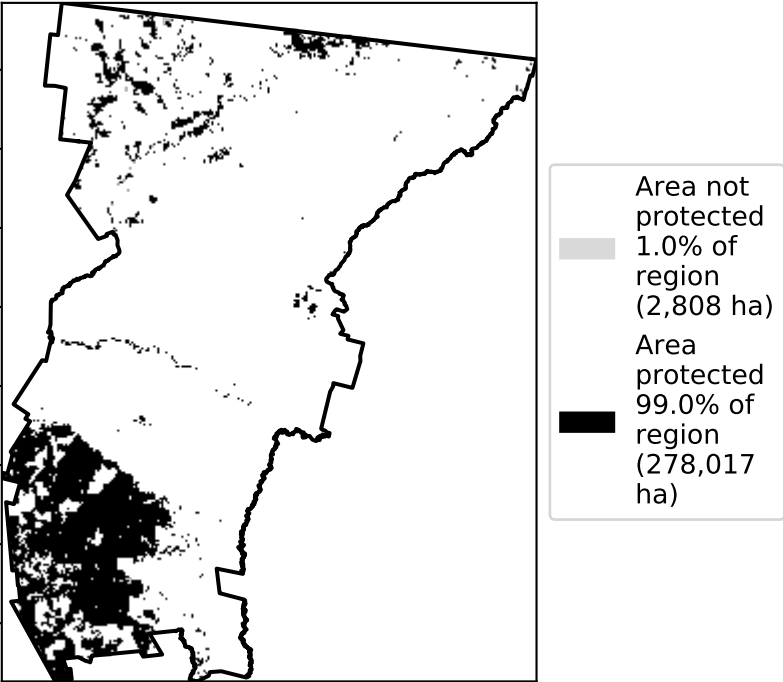 Area not
protected
1.0% of
region
(2,808 ha)
Area
protected
99.0% of
region
(278,017
ha)